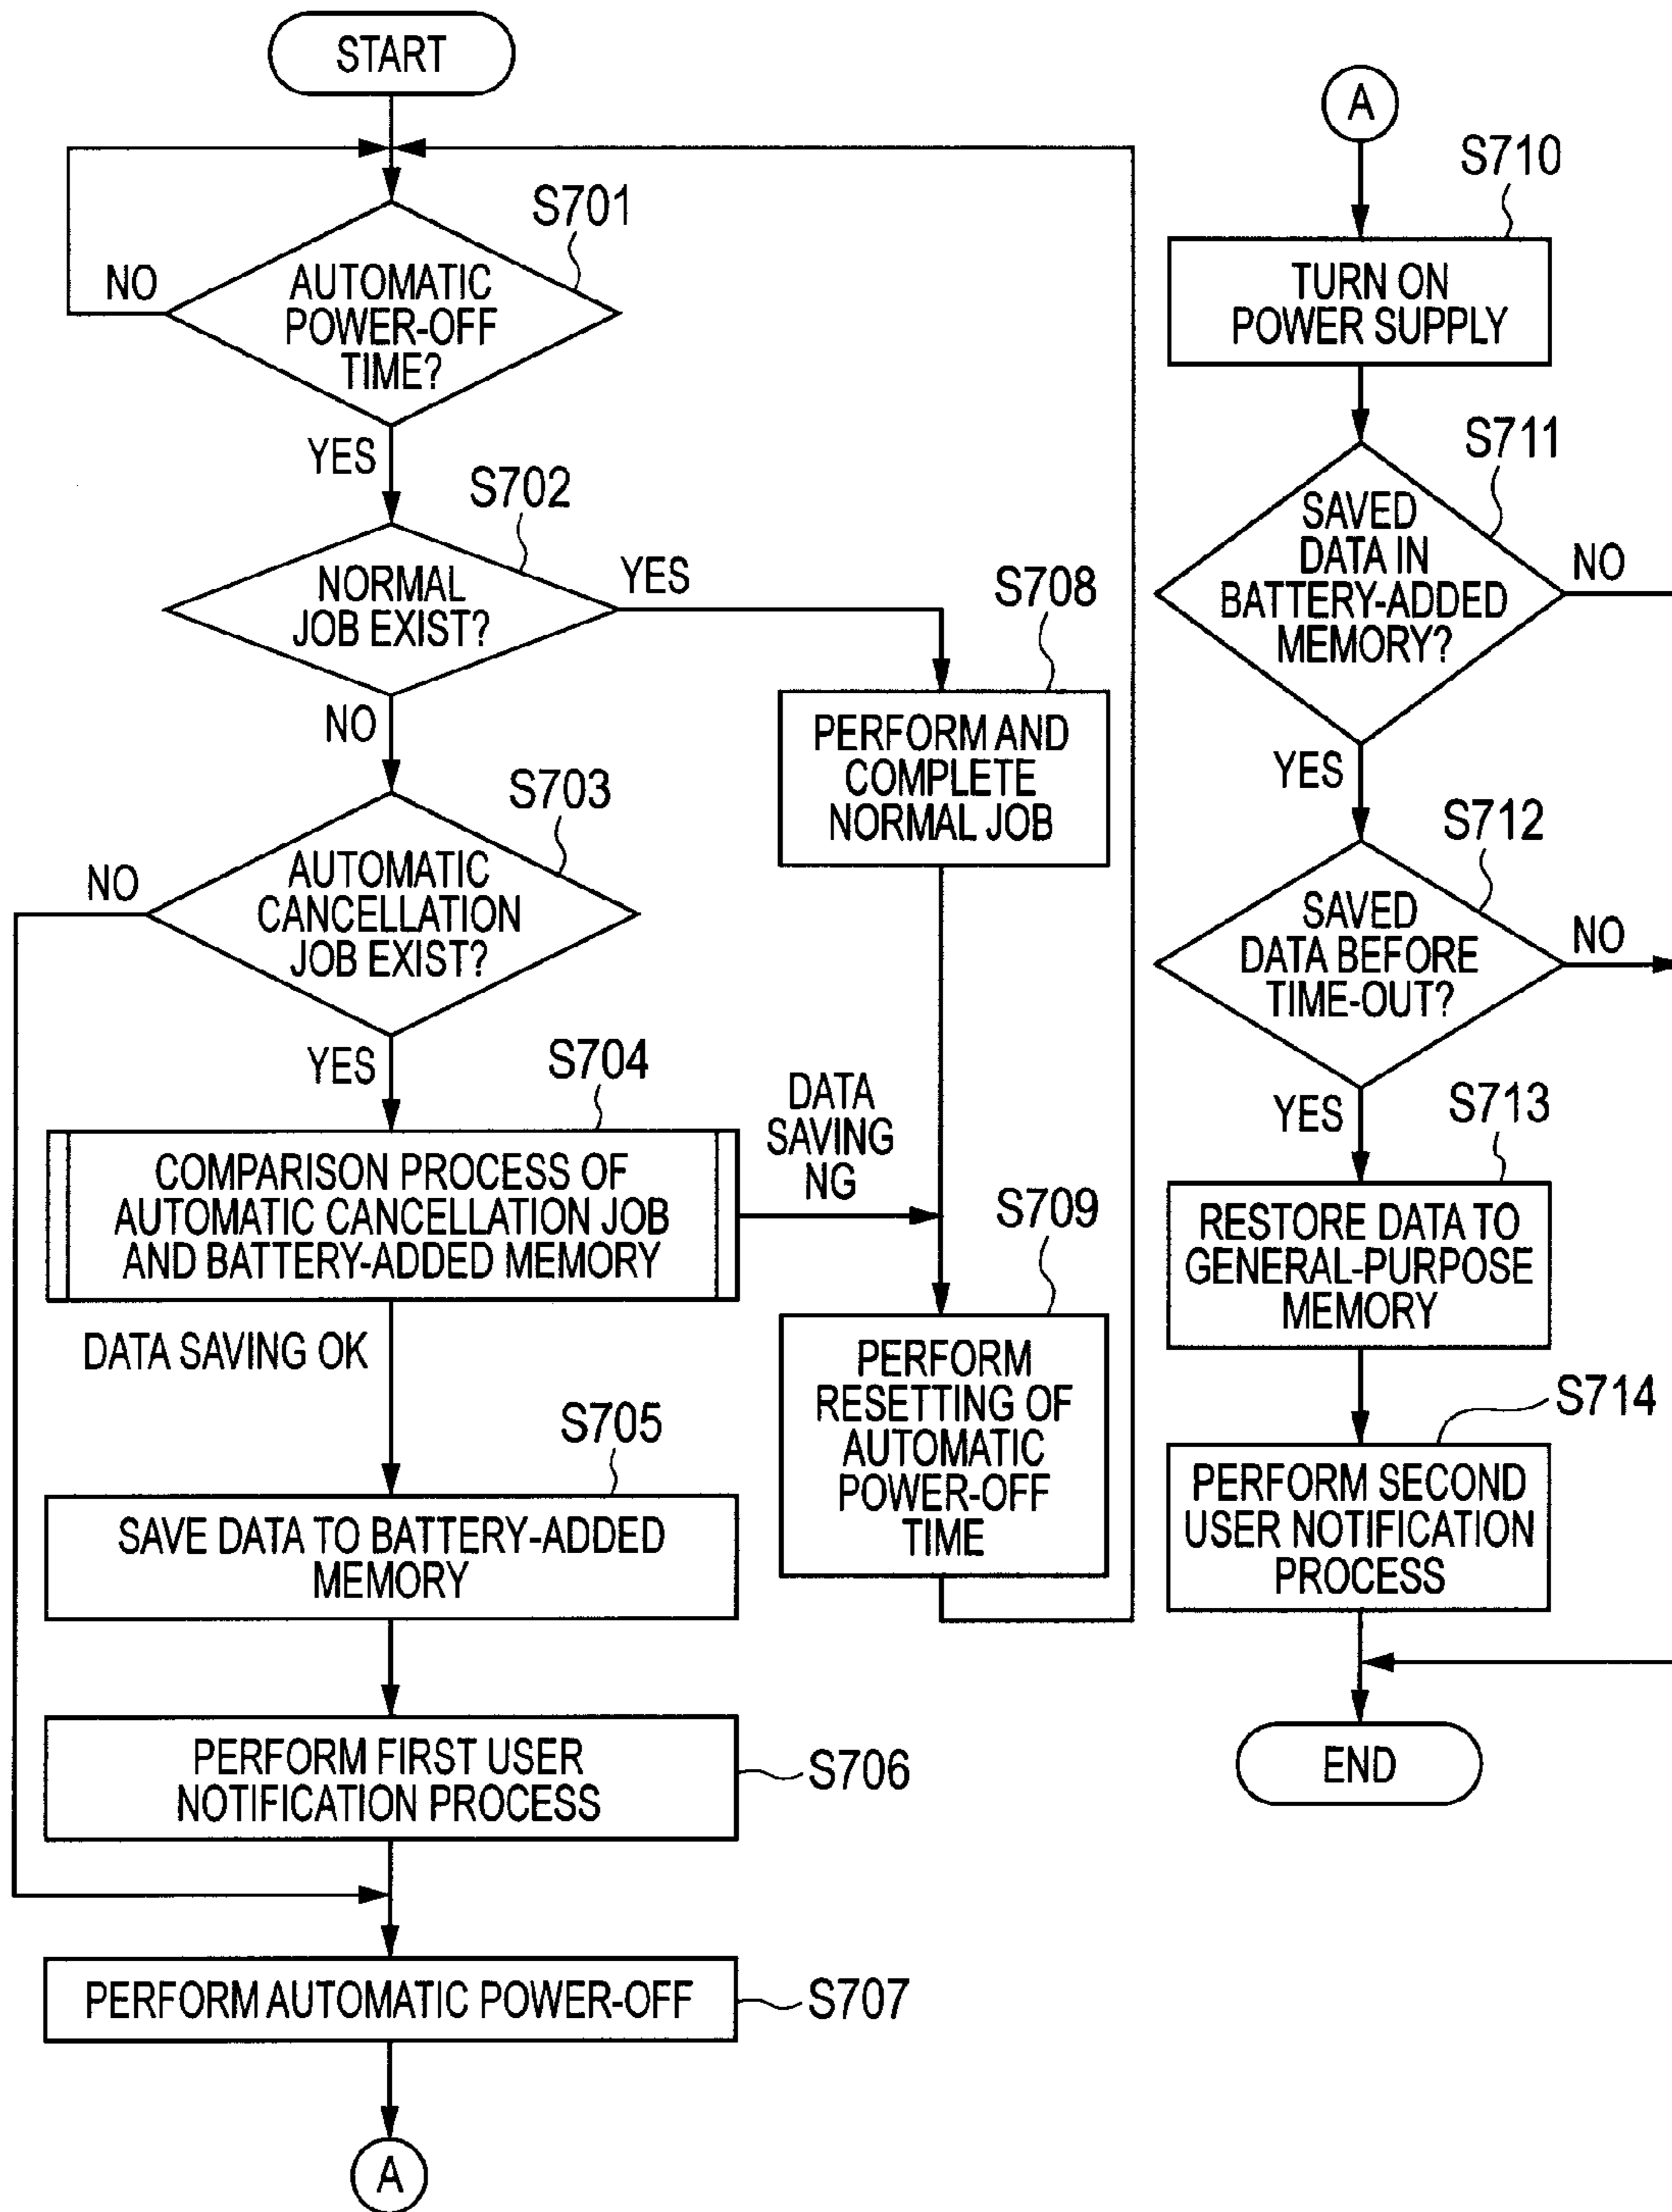 START
S701
NO
AUTOMATIC
POWER-OFF
TIME?
YES
S702
NORMAL
JOB EXIST?
YES
NO
S703
NO
AUTOMATIC
CANCELLATION
JOB EXIST?
YES
S704
COMPARISON PROCESS OF
AUTOMATIC CANCELLATION JOB
AND BATTERY-ADDED MEMORY
DATA
SAVING
NG
DATA SAVING OK
S705
SAVE DATA TO BATTERY-ADDED
MEMORY
PERFORM FIRST USER
NOTIFICATION PROCESS
S706
PERFORM AUTOMATIC POWER-OFF
S707
A
S708
PERFORM AND
COMPLETE
NORMAL JOB
S709
PERFORM
RESETTING OF
AUTOMATIC
POWER-OFF
TIME
A
S710
TURN ON
POWER SUPPLY
S711
SAVED
DATA IN
BATTERY-ADDED
MEMORY?
NO
YES
S712
SAVED
DATA BEFORE
TIME-OUT?
NO
YES
S713
RESTORE DATA TO
GENERAL-PURPOSE
MEMORY
S714
PERFORM SECOND
USER NOTIFICATION
PROCESS
END